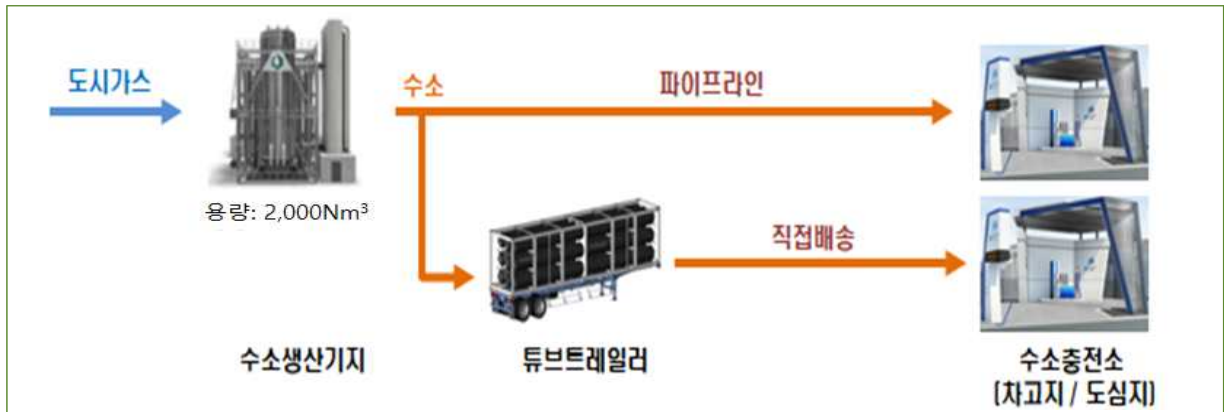 도시가스
수소
파이프라인
용량: 2,000Nm³
직접배송
수소생산기지
튜브트레일러
수소충전소
(차고지 / 도심지)